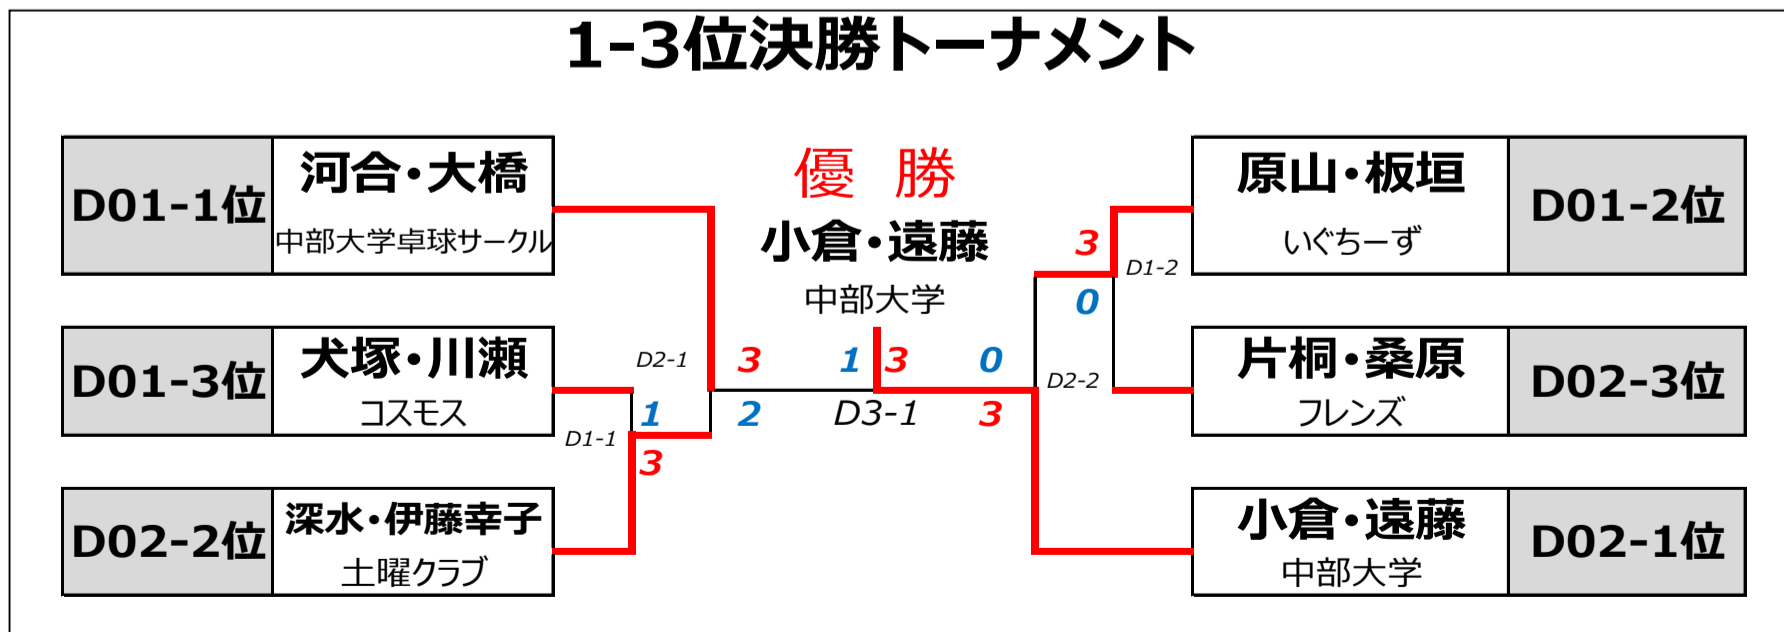 1-3位決勝トーナメント
D01-1位
河合・大橋
中部大学卓球サークル
D01-3位
犬塚・川瀬
コスモス
D02-2位
深水・伊藤幸子
土曜クラブ
D1-1
1
3
D2-1
3
2
優 勝
小倉・遠藤
中部大学
1
3
D3-1
0
3
D2-2
3
0
D1-2
原山・板垣
いぐちーず
D01-2位
片桐・桑原
フレンズ
D02-3位
小倉・遠藤
中部大学
D02-1位